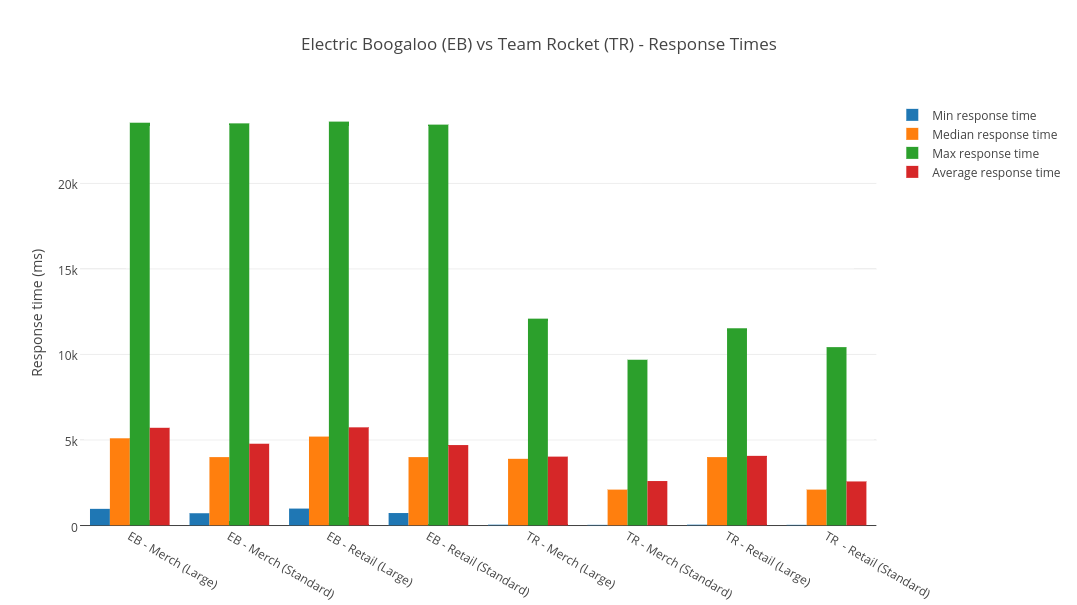 Electric Boogaloo (EB) vs Team Rocket (TR) - Response Times
Min response time
Median response time
Max response time
Average response time
Response time (ms)
20k
15k
10k
5k
0
EB - Merch (Large)
EB - Merch (Standard)
EB - Retail (Large)
EB - Retail (Standard)
TR - Merch (Large)
TR - Merch (Standard)
TR - Retail (Large)
TR - Retail (Standard)